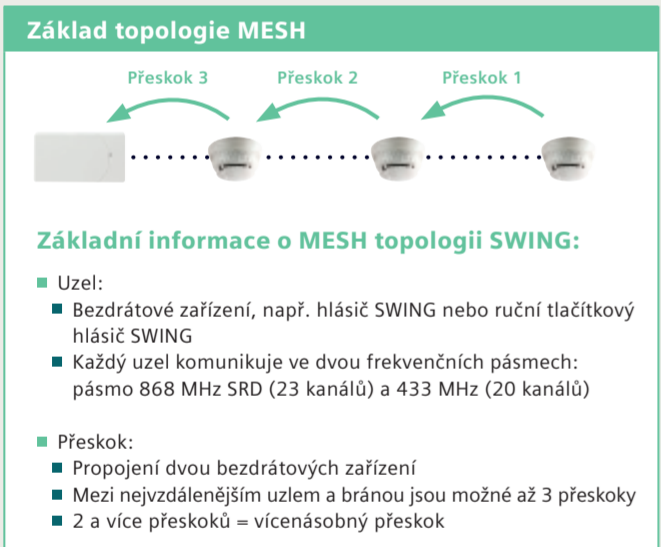 Základ topologie MESH
Přeskok 3 Přeskok 2 Přeskok 1
Základní informace o MESH topologii SWING:
Uzel:
Bezdrátové zařízení, např. hlásič SWING nebo ruční tlačítkový
hlásič SWING
Každý uzel komunikuje ve dvou frekvenčních pásmech:
pásmo 868 MHz SRD (23 kanálů) a 433 MHz (20 kanálů)
Přeskok:
Propojení dvou bezdrátových zařízení
Mezi nejvzdálenějším uzlem a bránou jsou možné až 3 přeskoky
2 a více přeskoků = vícenásobný přeskok